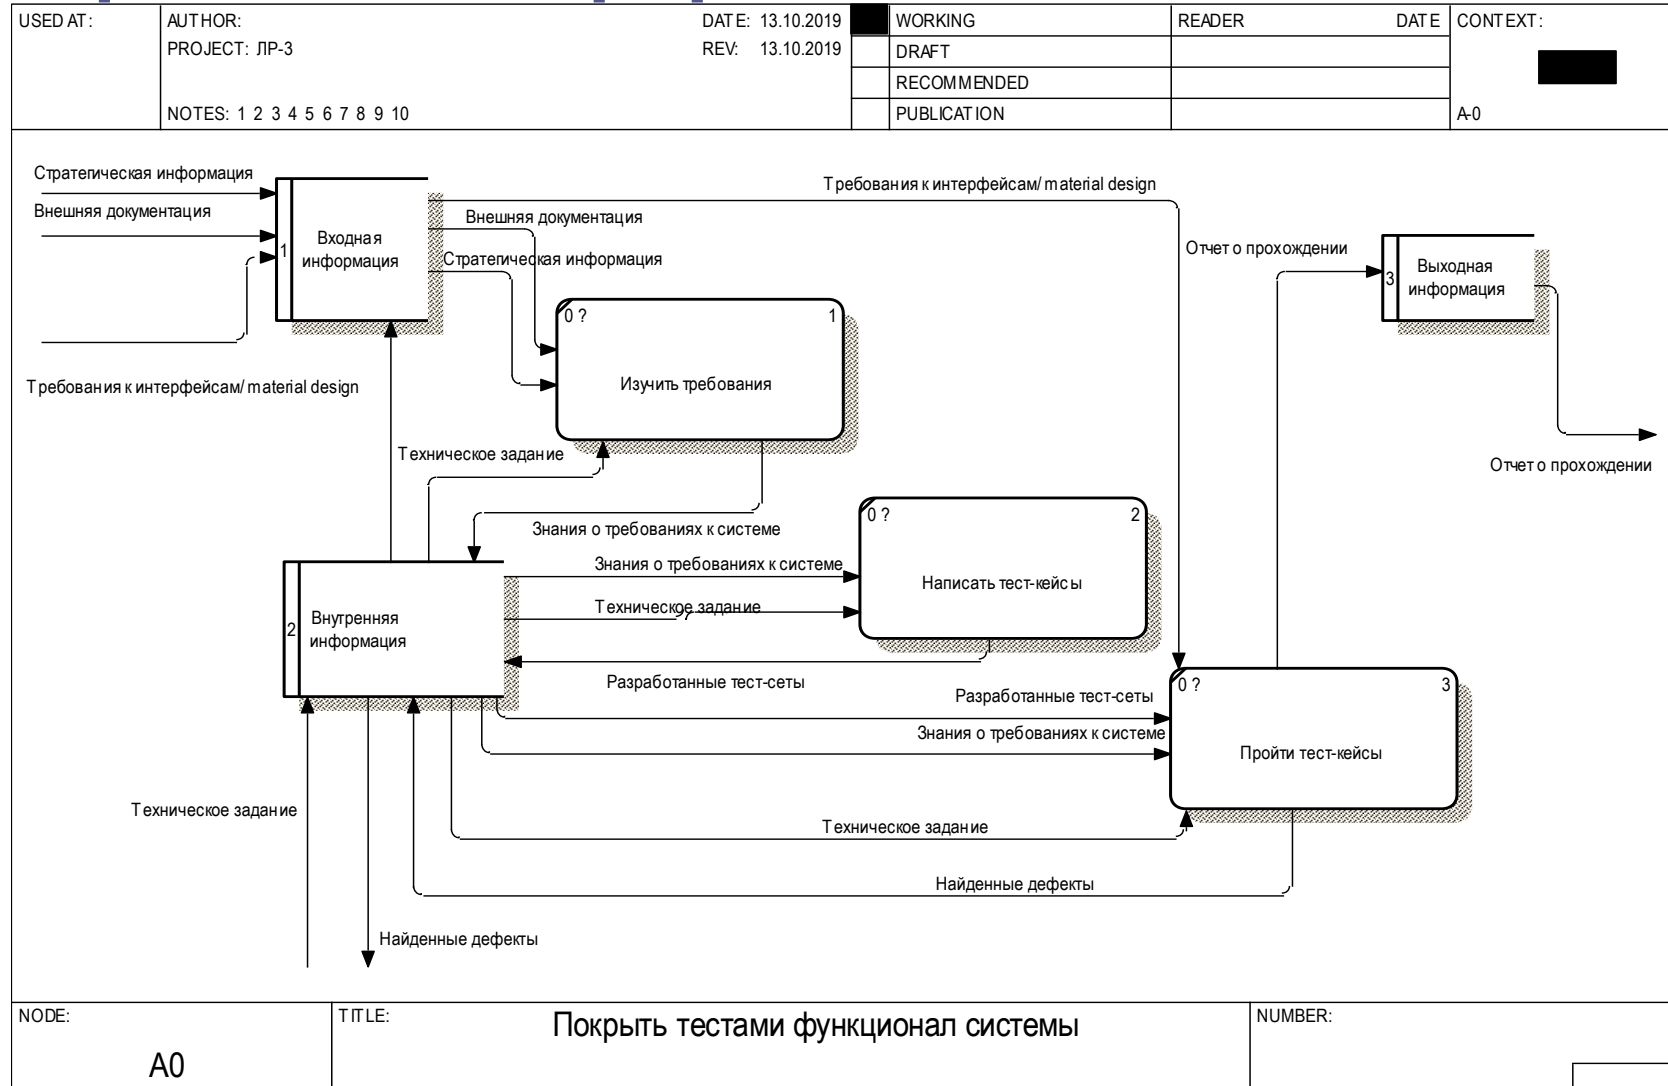 USED AT:
AUTHOR:
DATE: 13.10.2019
WORKING
READER
DATE
CONTEXT:
PROJECT: ЛР-3
REV: 13.10.2019
DRAFT
RECOMMENDED
NOTES: 1 2 3 4 5 6 7 8 9 10
PUBLICATION
A-0
Стратегическая информация
Требования к интерфейсам/ material design
Внешняя документация
Внешняя документация
1
Входная
информация
Стратегическая информация
Отчет о прохождении
3
Выходная
информация
0 ?
1
Изучить требования
Требования к интерфейсам/ material design
Техническое задание
Отчет о прохождении
Знания о требованиях к системе
0 ?
2
Написать тест-кейсы
Знания о требованиях к системе
Техническое задание
2
Внутренняя
информация
Разработанные тест-сеты
Разработанные тест-сеты
0 ?
3
Знания о требованиях к системе
Пройти тест-кейсы
Техническое задание
Техническое задание
Найденные дефекты
Найденные дефекты
NODE:
TITLE:
Покрыть тестами функционал системы
NUMBER:
A0